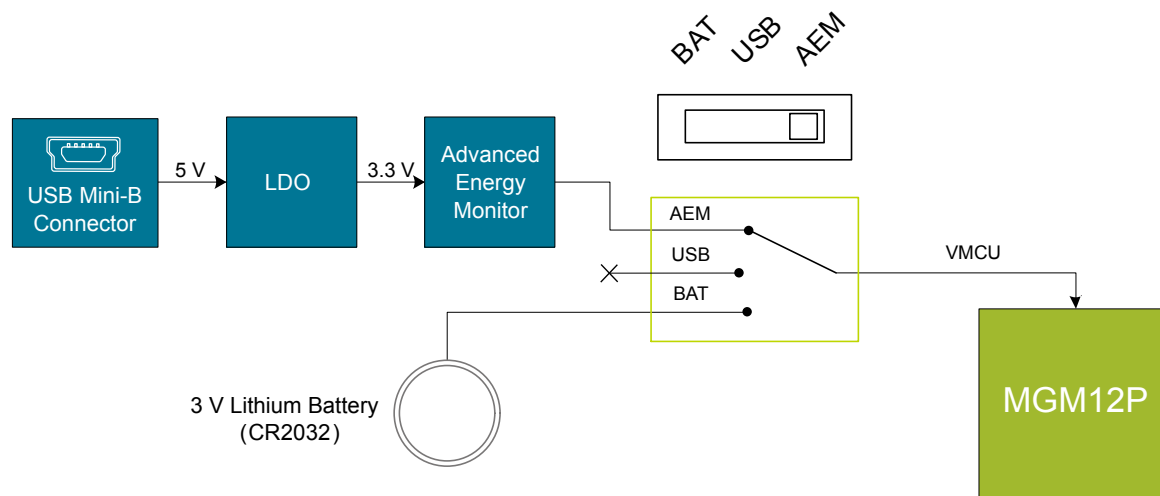 BAT
USB
AEM
USB Mini-B
Connector
5 V
LDO
3.3 V
Advanced
Energy
Monitor
AEM
USB
BAT
VMCU
3 V Lithium Battery
(CR2032)
MGM12P